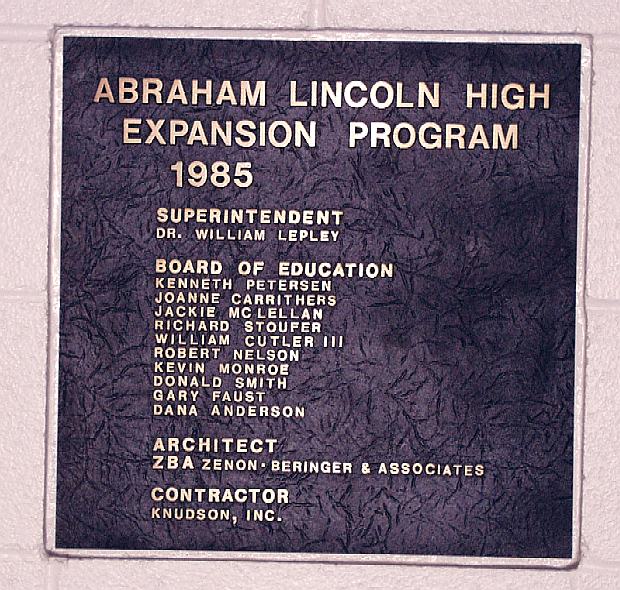 ABRAHAM LINCOLN HIGH
EXPANSION PROGRAM
1985
SUPERINTENDENT
DR. WILLIAM LEPLEY
BOARD OF EDUCATION
KENNETH PETERSEN
JOANNE CARRITHERS
JACKIE MCLELLAN
RICHARD STOUFER
WILLIAM CUTLER III
ROBERT NELSON
KEVIN MONROE
DONALD SMITH
GARY FAUST
DANA ANDERSON
ARCHITECT
ZBA ZENON·BERINGER & ASSOCIATES
CONTRACTOR
KNUDSON, INC.